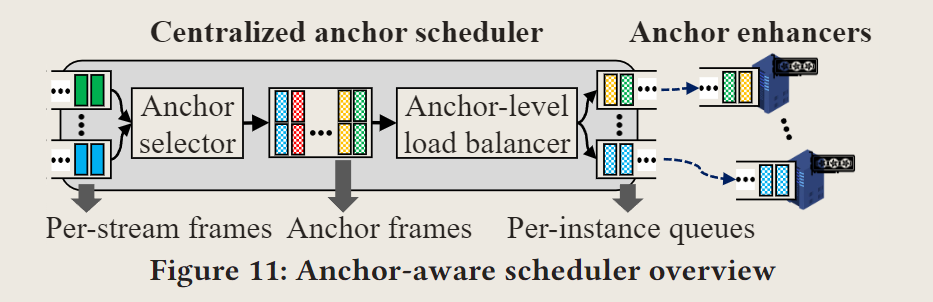 Centralized anchor scheduler
Anchor enhancers
Anchor
selector
Anchor-level
load balancer
Per-stream frames
Anchor frames
Per-instance queues
Figure 11: Anchor-aware scheduler overview